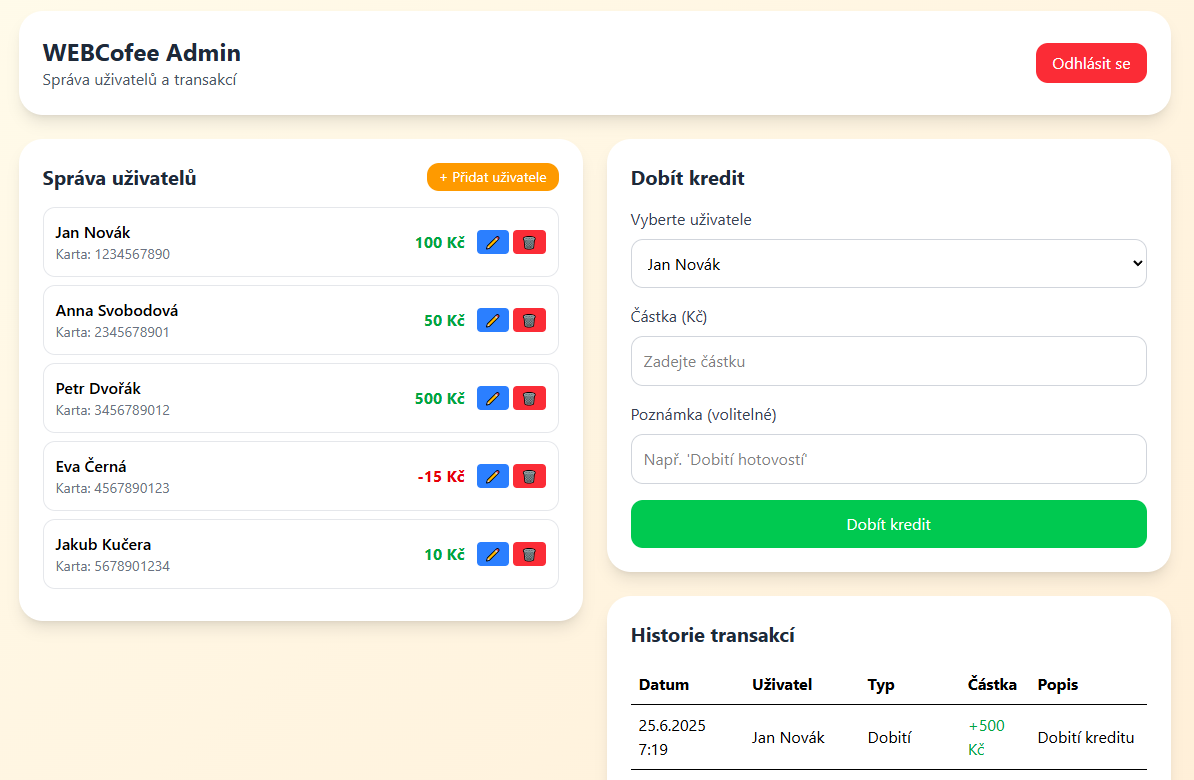 WEBCofee Admin
Správa uživatelů a transakcí
Odhlásit se
Správa uživatelů
+ Přidat uživatele
Jan Novák
Karta: 1234567890
100 Kč
Anna Svobodová
Karta: 2345678901
50 Kč
Petr Dvořák
Karta: 3456789012
500 Kč
Eva Černá
Karta: 4567890123
-15 Kč
Jakub Kučera
Karta: 5678901234
10 Kč
Dobít kredit
Vyberte uživatele
Jan Novák
Částka (Kč)
Zadejte částku
Poznámka (volitelné)
Např. 'Dobití hotovostí'
Dobít kredit
Historie transakcí
Datum Uživatel Typ Částka Popis
25.6.2025 7:19 Jan Novák Dobití +500 Kč Dobití kreditu